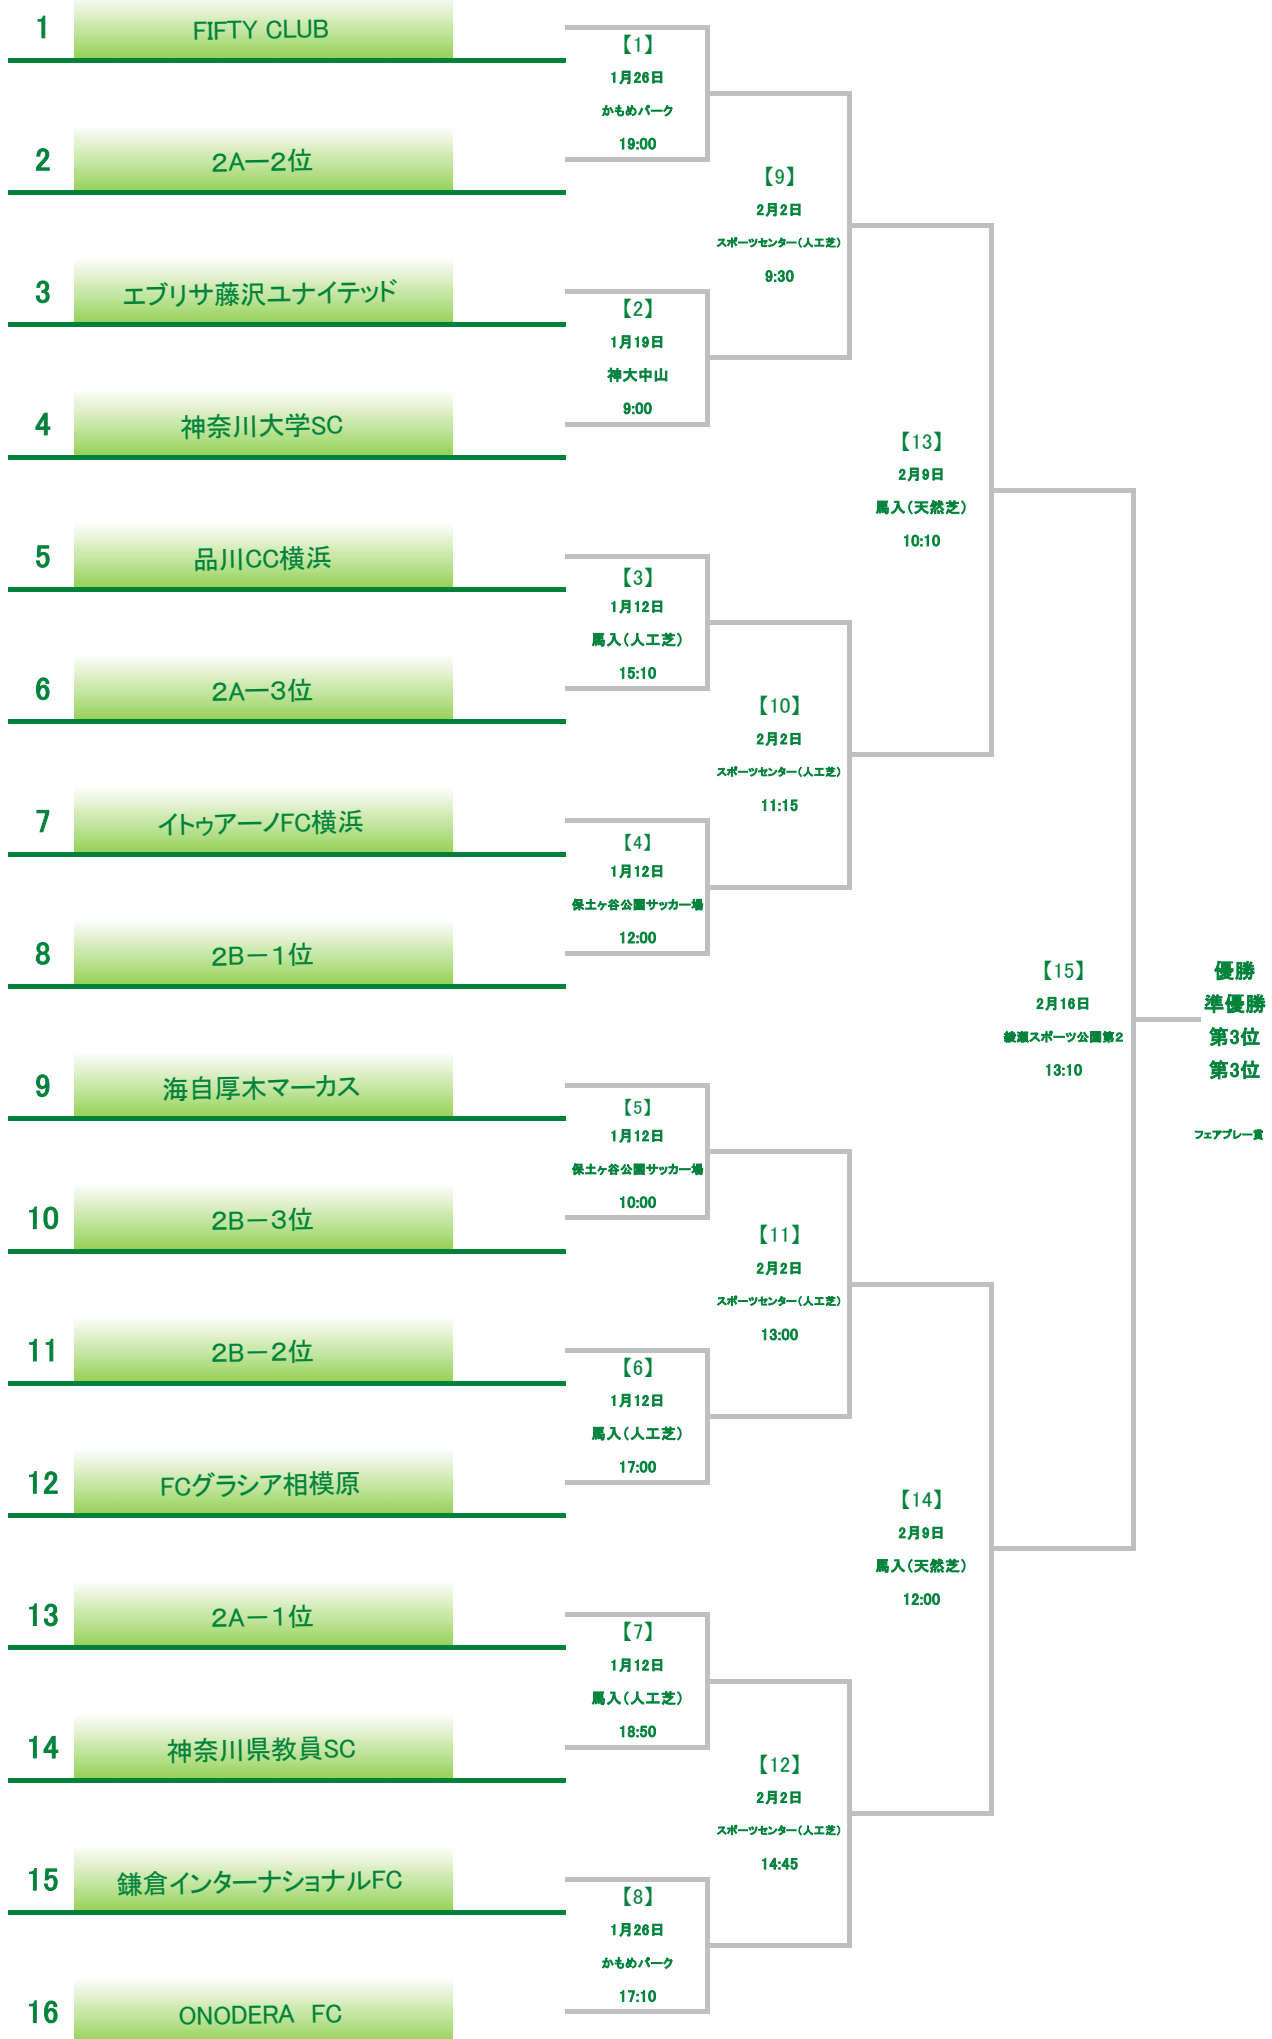 1
FIFTY CLUB
【1】
1月26日
かもめパーク
19:00
2
2Aー2位
【9】
2月2日
スポーツセンター（人工芝）
9:30
3
エブリサ藤沢ユナイテッド
【2】
1月19日
神大中山
9:00
4
神奈川大学SC
【13】
2月9日
馬入（天然芝）
10:10
5
品川CC横浜
【3】
1月12日
馬入（人工芝）
15:10
6
2Aー3位
【10】
2月2日
スポーツセンター（人工芝）
11:15
7
イトゥアーノFC横浜
【4】
1月12日
保土ヶ谷公園サッカー場
12:00
8
2B－1位
【15】
2月16日
綾瀬スポーツ公園第2
13:10
優勝
準優勝
第3位
第3位
フェアプレー賞
9
海自厚木マーカス
【5】
1月12日
保土ヶ谷公園サッカー場
10:00
10
2B－3位
【11】
2月2日
スポーツセンター（人工芝）
13:00
11
2B－2位
【6】
1月12日
馬入（人工芝）
17:00
12
FCグラシア相模原
【14】
2月9日
馬入（天然芝）
12:00
13
2A－1位
【7】
1月12日
馬入（人工芝）
18:50
14
神奈川県教員SC
【12】
2月2日
スポーツセンター（人工芝）
14:45
15
鎌倉インターナショナルFC
【8】
1月26日
かもめパーク
17:10
16
ONODERA　FC